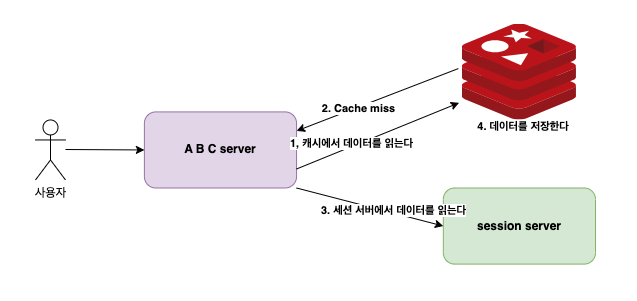 2. Cache miss
4. 데이터를 저장한다
1, 캐시에서 데이터를 읽는다
A B C server
사용자
3. 세션 서버에서 데이터를 읽는다
session server